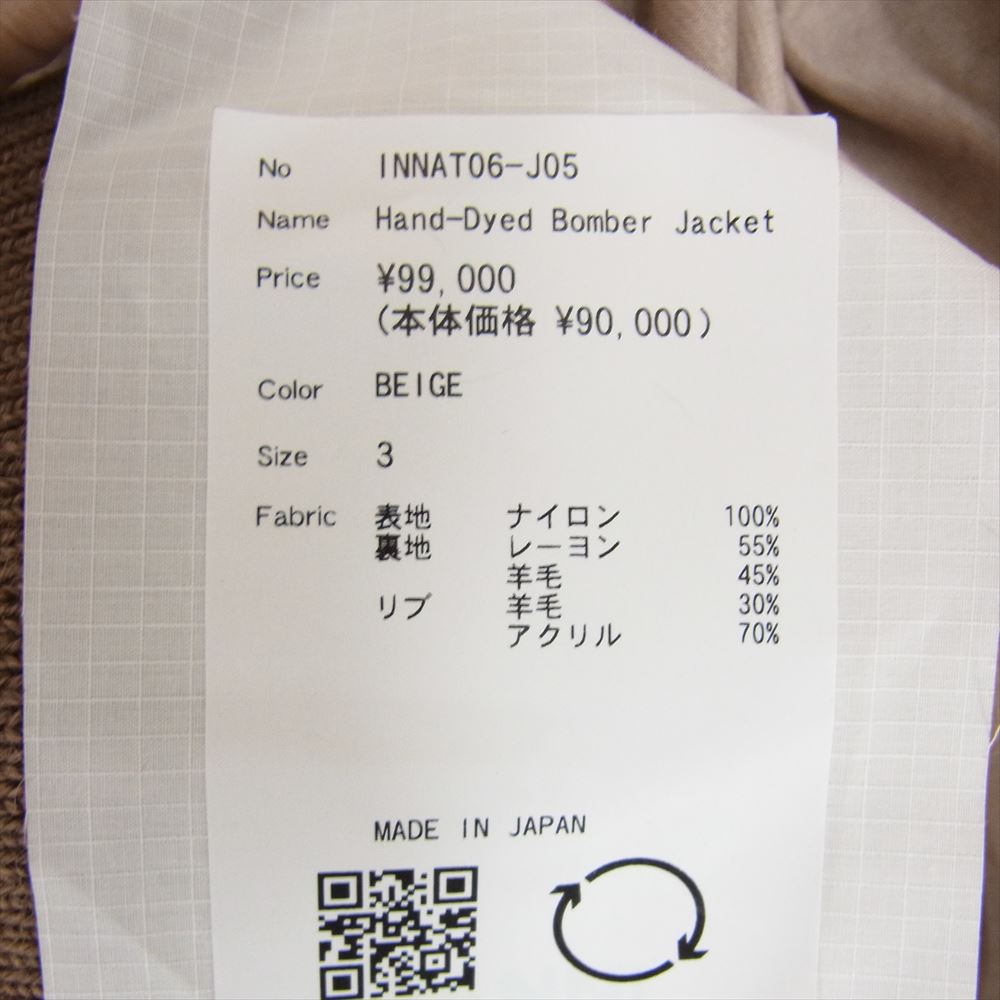 No INNAT06-J05
Name Hand-Dyed Bomber Jacket
Price ¥99,000
(本体価格 ¥90,000)
Color BEIGE
Size 3
Fabric 表地 ナイロン 100%
裏地 レーヨン 55%
羊毛 45%
リブ 羊毛 30%
アクリル 70%
MADE IN JAPAN